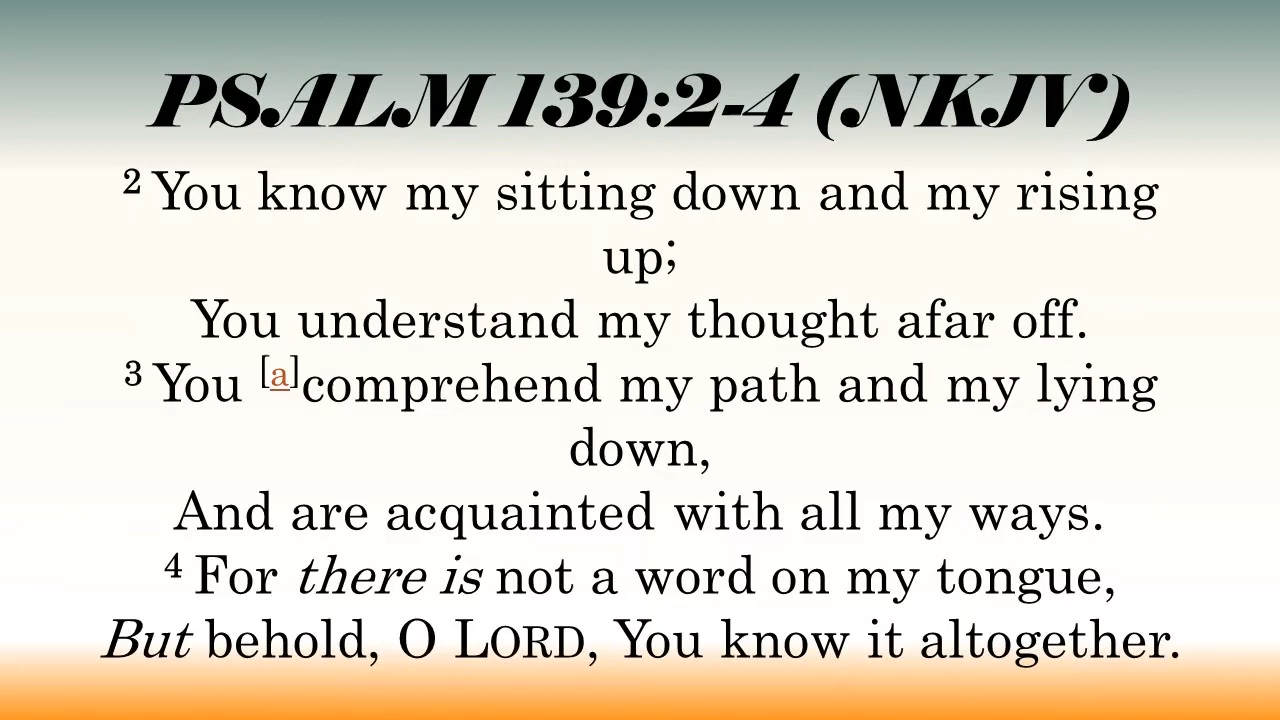 PSALM 139:2-4 (NKJV)
2 You know my sitting down and my rising
up;
You understand my thought afar off.
3 You [a]comprehend my path and my lying
down,
And are acquainted with all my ways.
4 For there is not a word on my tongue,
But behold, O LORD, You know it altogether.